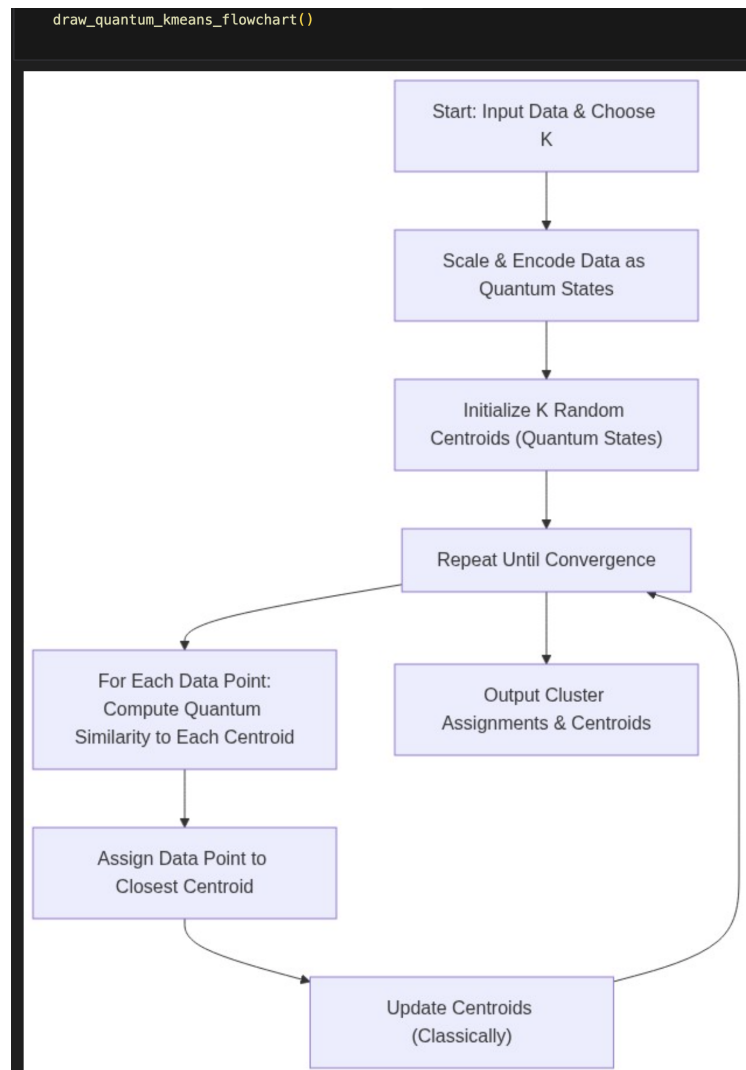 draw_quantum_kmeans_flowchart()
Start: Input Data & Choose
K
Scale & Encode Data as
Quantum States
Initialize K Random
Centroids (Quantum States)
Repeat Until Convergence
For Each Data Point:
Compute Quantum
Similarity to Each Centroid
Output Cluster
Assignments & Centroids
Assign Data Point to
Closest Centroid
Update Centroids
(Classically)